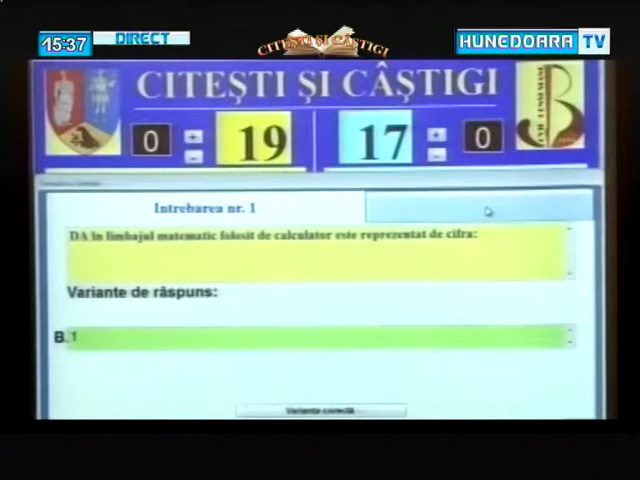 15:37 DIRECT CITEŞTI ŞI CÂŞTIGI HUNEDOARA TV
CITEŞTI ŞI CÂŞTIGI
0 + - 19 17 + - 0
Intrebarea nr. 1
DA în limbajul matematic folosit de calculator este reprezentat de cifra:
Variante de răspuns:
B. 1
Varianta corectă